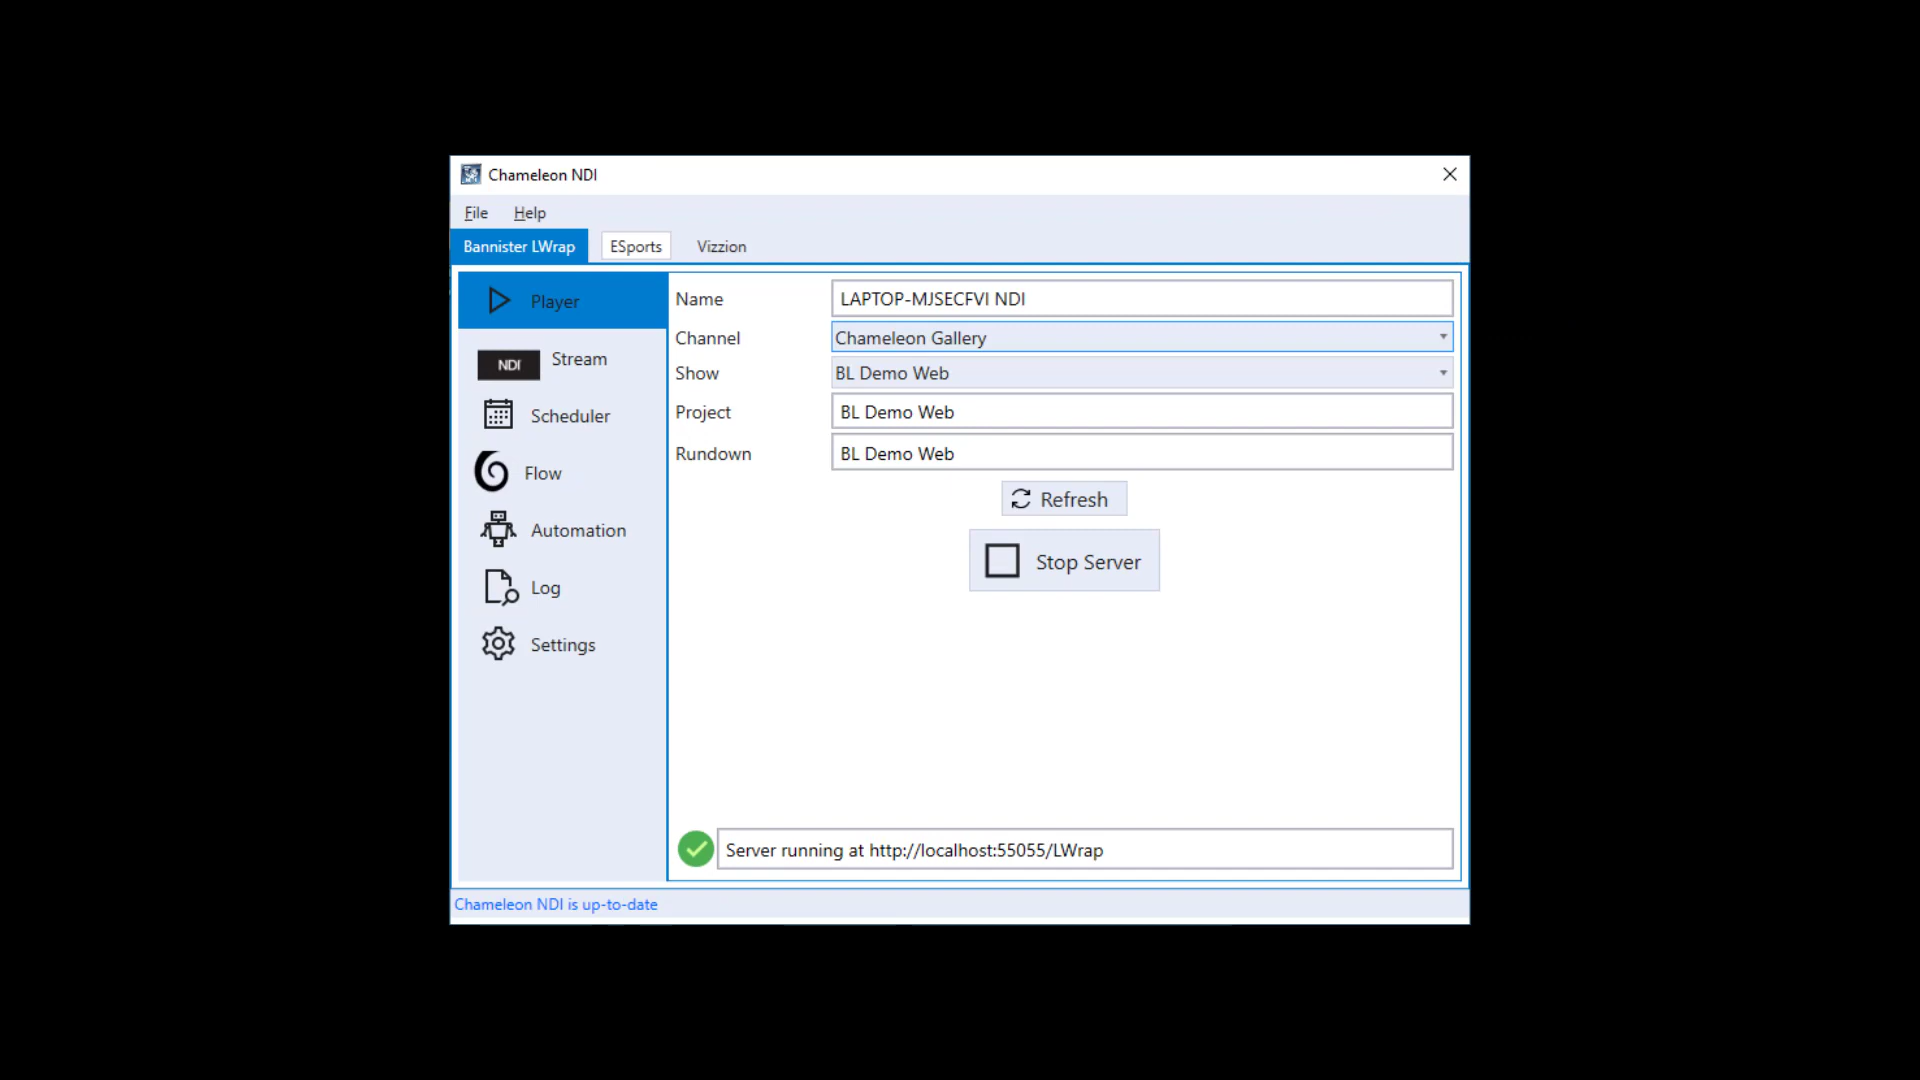 Chameleon NDI
File Help
Bannister LWrap ESports Vizzion
Player
NDI Stream
Scheduler
Flow
Automation
Log
Settings
Name LAPTOP-MJSECFVI NDI
Channel Chameleon Gallery
Show BL Demo Web
Project BL Demo Web
Rundown BL Demo Web
Refresh
Stop Server
Server running at http://localhost:55055/LWrap
Chameleon NDI is up-to-date